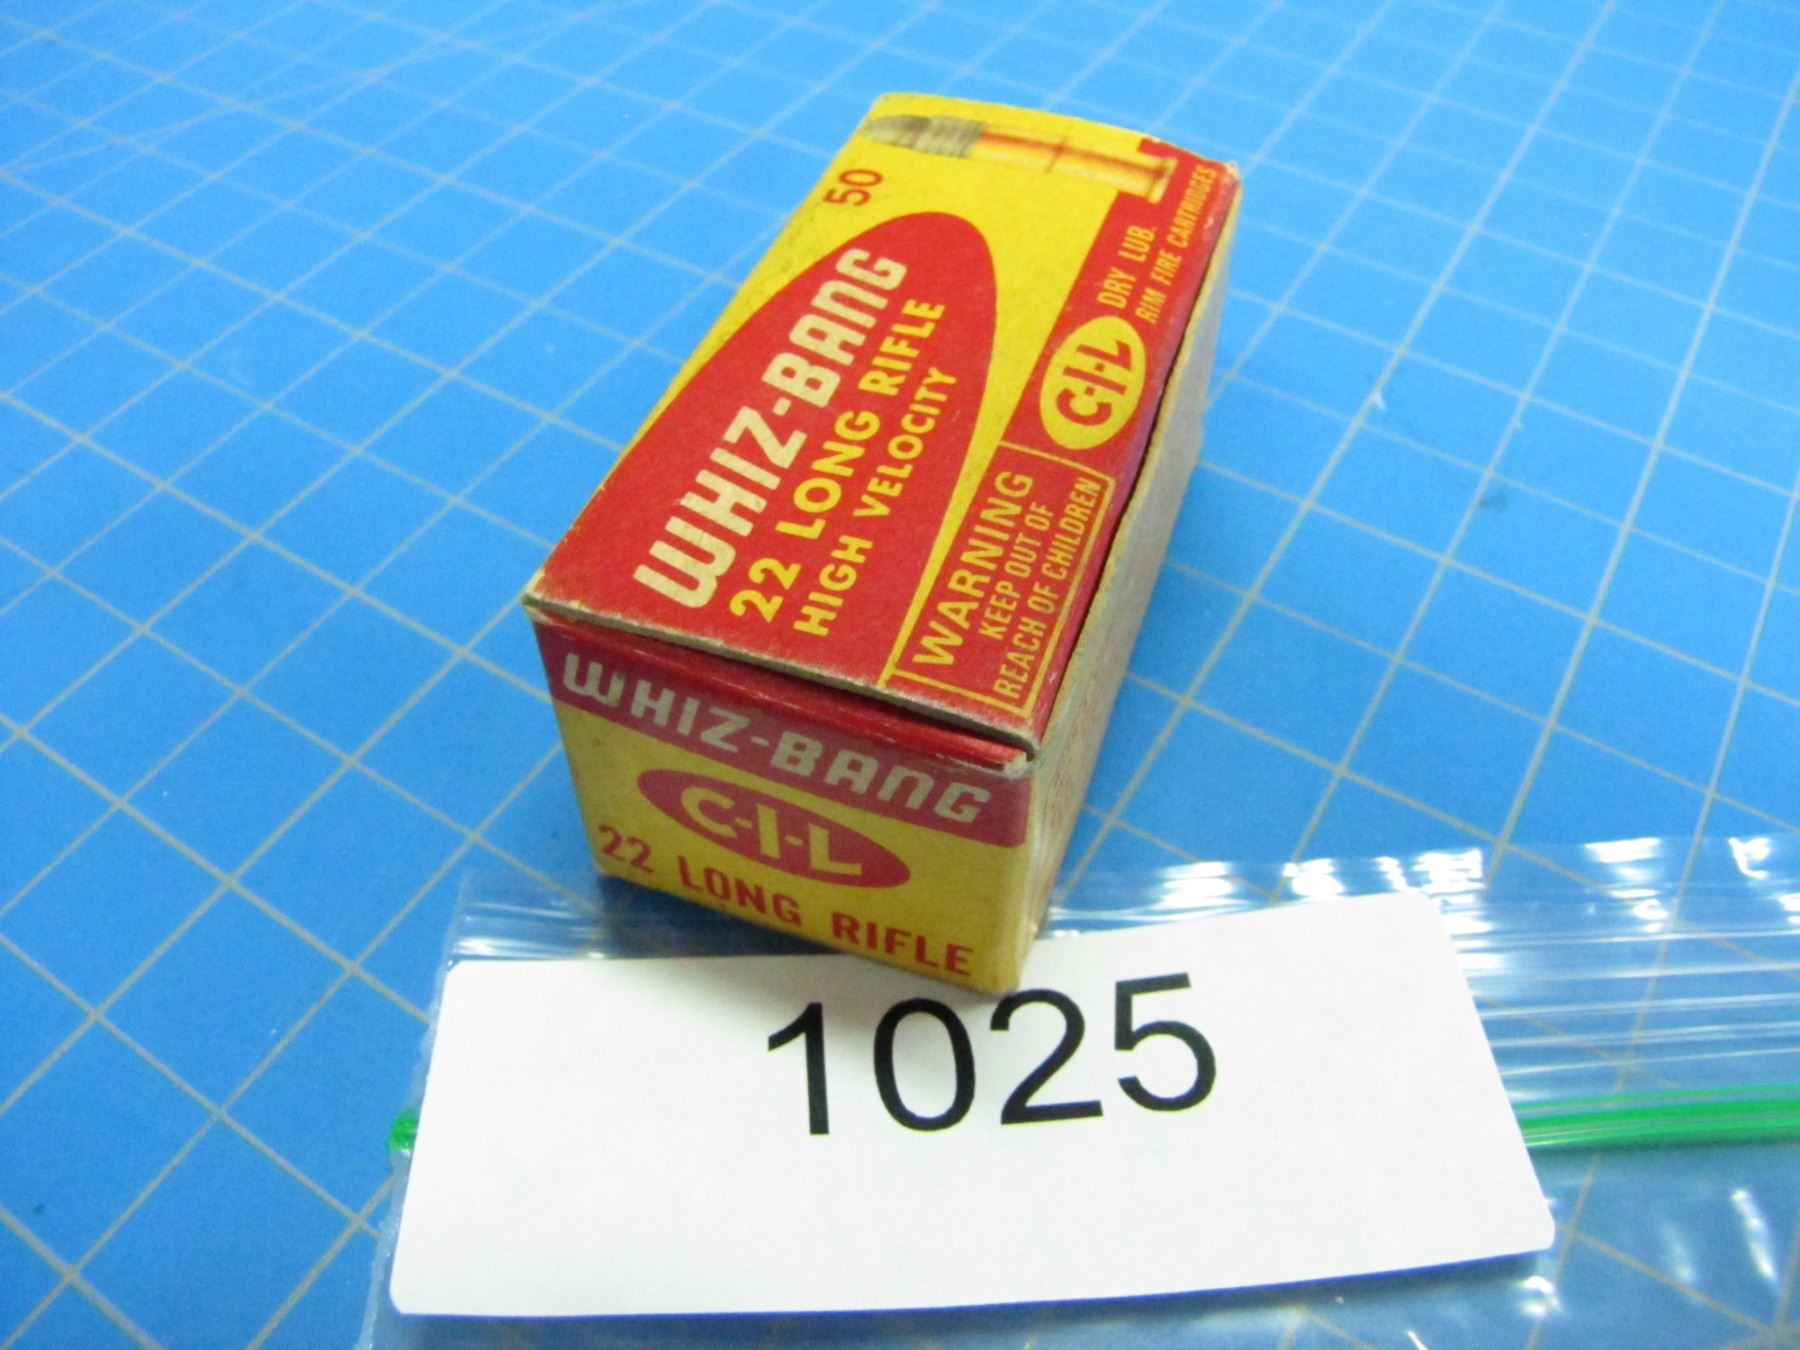 50
WHIZ-BANG
22 LONG RIFLE
HIGH VELOCITY
DRY LUB.
RIM FIRE CARTRIDGES
C-I-L
WARNING
KEEP OUT OF
REACH OF CHILDREN
WHIZ-BANG
C-I-L
22 LONG RIFLE
1025